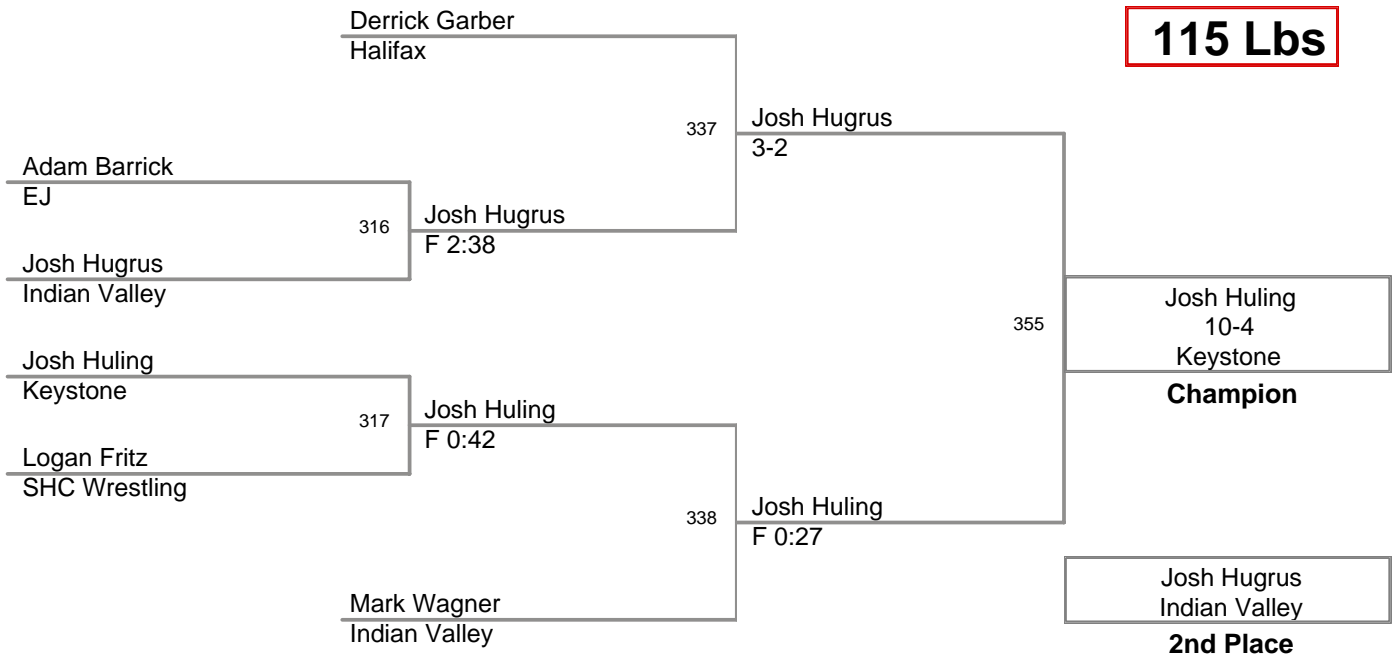 Derrick Garber
Halifax
115 Lbs
337
Josh Hugrus
3-2
Adam Barrick
EJ
316
Josh Hugrus
F 2:38
Josh Hugrus
Indian Valley
355
Josh Huling
10-4
Keystone
Champion
Josh Huling
Keystone
317
Josh Huling
F 0:42
Logan Fritz
SHC Wrestling
338
Josh Huling
F 0:27
Mark Wagner
Indian Valley
Josh Hugrus
Indian Valley
2nd Place